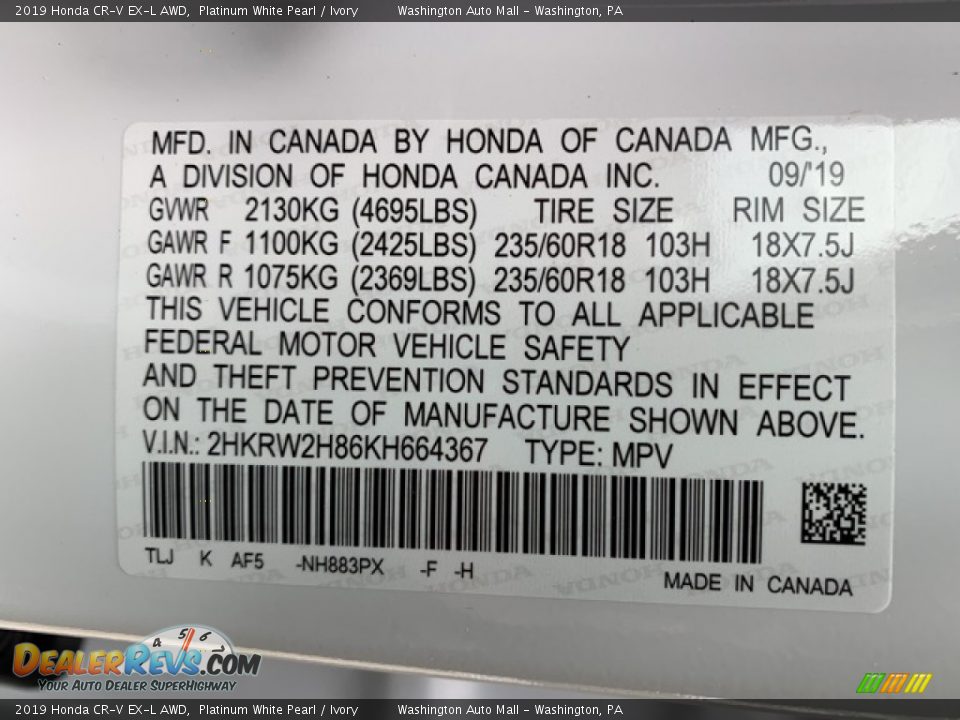 2019 Honda CR-V EX-L AWD, Platinum White Pearl / Ivory Washington Auto Mall - Washington, PA
MFD. IN CANADA BY HONDA OF CANADA MFG.,
A DIVISION OF HONDA CANADA INC. 09/'19
GVWR 2130KG (4695LBS) TIRE SIZE RIM SIZE
GAWR F 1100KG (2425LBS) 235/60R18 103H 18X7.5J
GAWR R 1075KG (2369LBS) 235/60R18 103H 18X7.5J
THIS VEHICLE CONFORMS TO ALL APPLICABLE
FEDERAL MOTOR VEHICLE SAFETY
AND THEFT PREVENTION STANDARDS IN EFFECT
ON THE DATE OF MANUFACTURE SHOWN ABOVE.
V.I.N.: 2HKRW2H86KH664367 TYPE: MPV
TLJ K AF5 -NH883PX -F -H
MADE IN CANADA
4 5 6
DEALERREVS.COM
YOUR AUTO DEALER SUPERHIGHWAY
2019 Honda CR-V EX-L AWD, Platinum White Pearl / Ivory Washington Auto Mall - Washington, PA